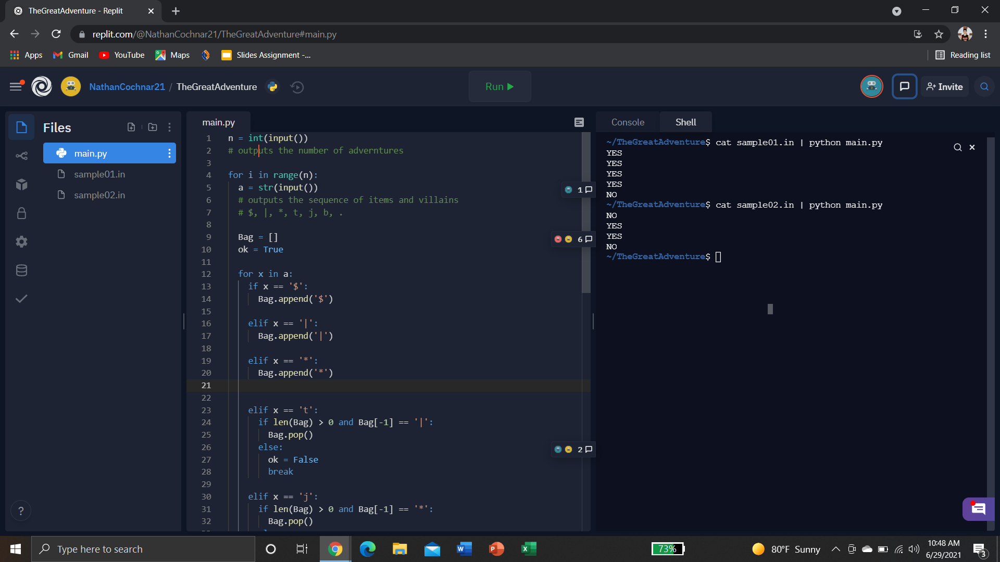 TheGreatAdventure - Replit
replit.com/@NathanCochnar21/TheGreatAdventure#main.py
Apps
Gmail
YouTube
Maps
Slides Assignment -...
Reading list
NathanCochnar21 / TheGreatAdventure
Run
Invite
Files
main.py
sample01.in
sample02.in
main.py
1 n = int(input())
2 # outputs the number of adverntures
3
4 for i in range(n):
5 a = str(input())
6 # outputs the sequence of items and villains
7 # $, |, *, t, j, b, .
8
9 Bag = []
10 ok = True
11
12 for x in a:
13 if x == '$':
14 Bag.append('$')
15
16 elif x == '|':
17 Bag.append('|')
18
19 elif x == '*':
20 Bag.append('*')
21
22
23 elif x == 't':
24 if len(Bag) > 0 and Bag[-1] == '|':
25 Bag.pop()
26 else:
27 ok = False
28 break
29
30 elif x == 'j':
31 if len(Bag) > 0 and Bag[-1] == '*':
32 Bag.pop()
1
6
2
Console
Shell
~/TheGreatAdventure$ cat sample01.in | python main.py
YES
YES
YES
YES
NO
~/TheGreatAdventure$ cat sample02.in | python main.py
NO
YES
YES
NO
~/TheGreatAdventure$
?
Type here to search
73%
80°F Sunny
10:48 AM
6/29/2021
3